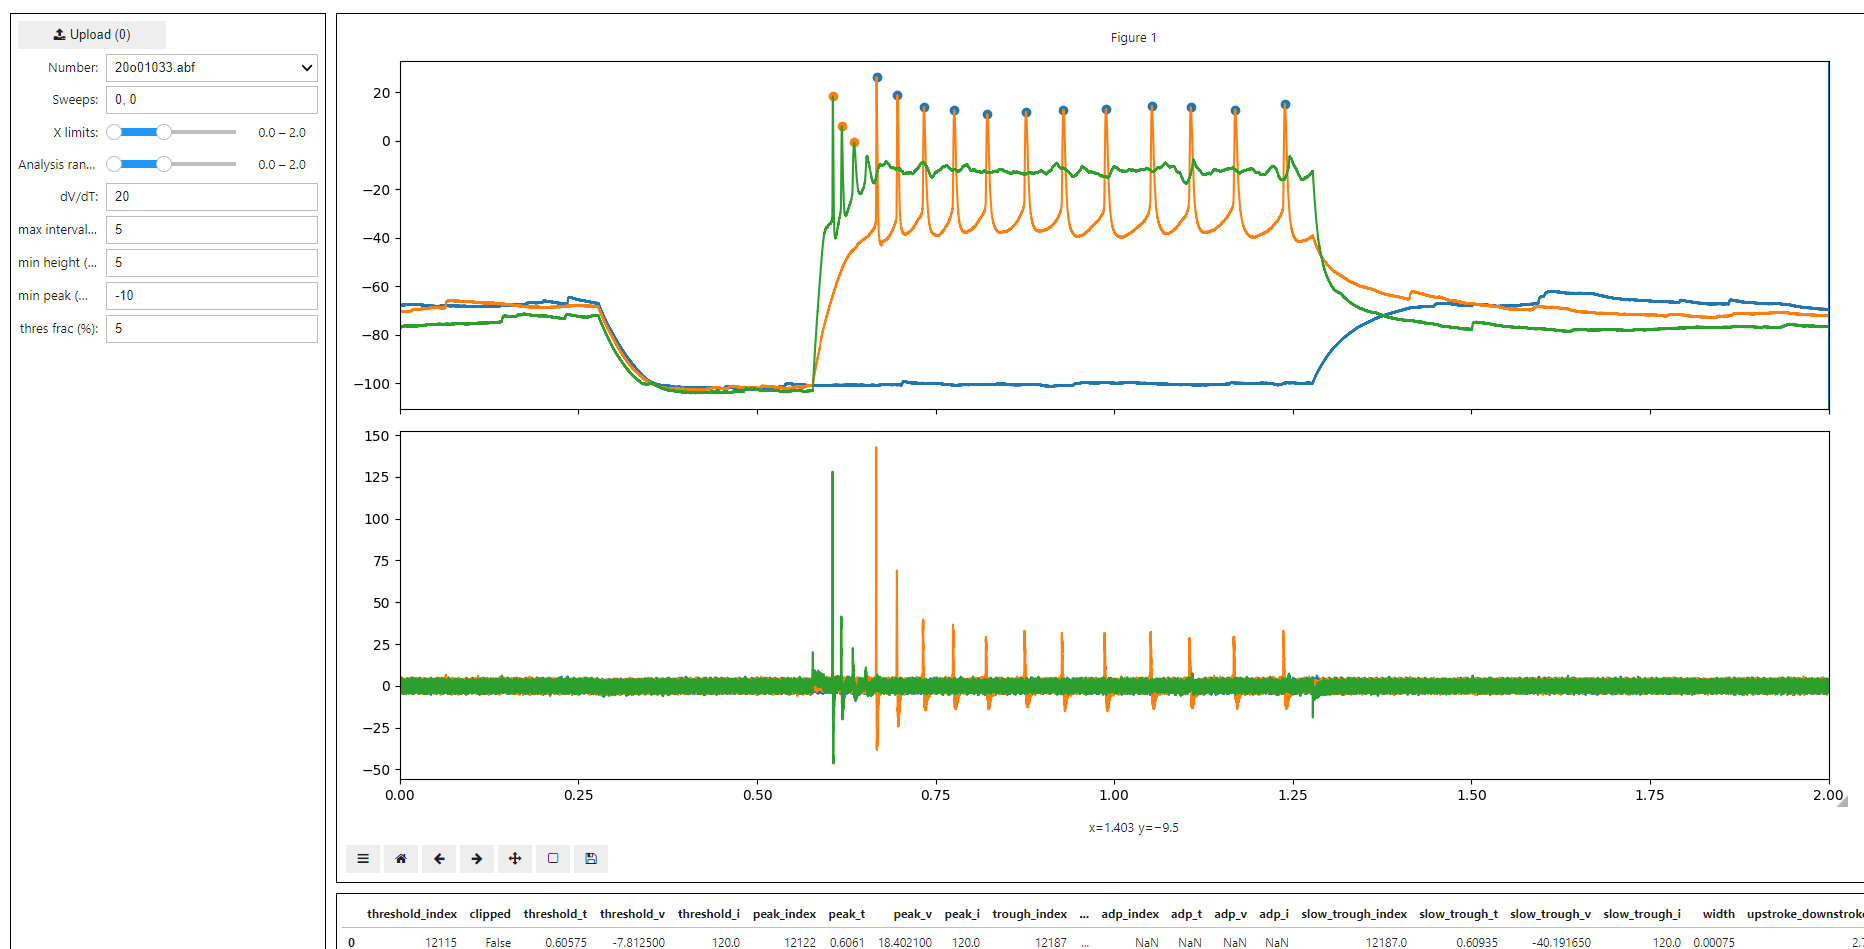 Upload (0)
Number: 20o01033.abf
Sweeps: 0, 0
X limits: 0.0 – 2.0
Analysis ran... 0.0 – 2.0
dV/dT: 20
max interval... 5
min height (... 5
min peak (... -10
thres frac (%): 5
Figure 1
20
0
−20
−40
−60
−80
−100
150
125
100
75
50
25
0
−25
−50
0.00 0.25 0.50 0.75 1.00 1.25 1.50 1.75 2.00
x=1.403 y=−9.5
threshold_index clipped threshold_t threshold_v threshold_i peak_index peak_t peak_v peak_i trough_index ... adp_index adp_t adp_v adp_i slow_trough_index slow_trough_t slow_trough_v slow_trough_i width upstroke_downstroke
0 12115 False 0.60575 -7.812500 120.0 12122 0.6061 18.402100 120.0 12187 ... NaN NaN NaN NaN 12187.0 0.60935 -40.191650 120.0 0.00075 2.